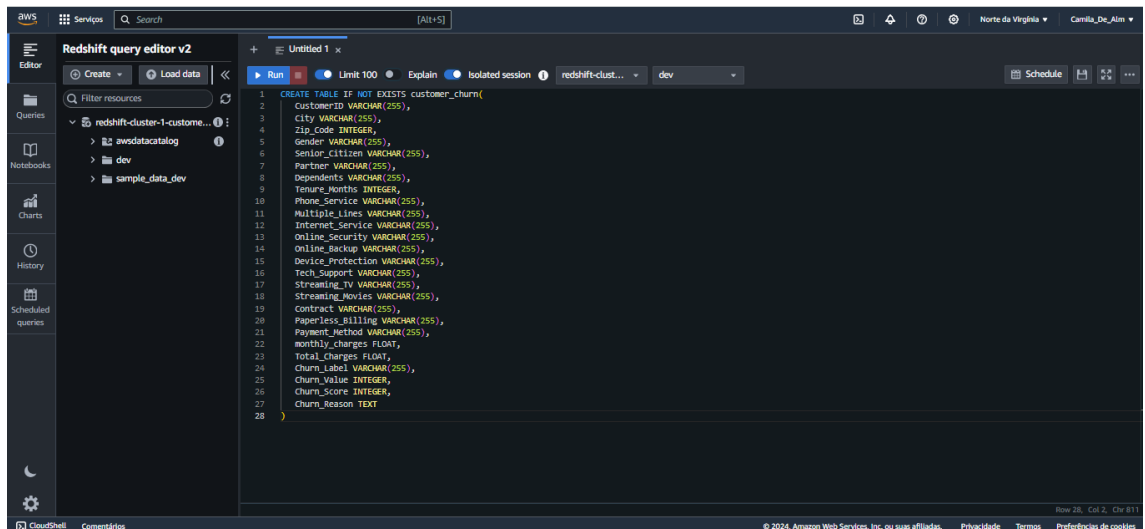 aws Serviços Search [Alt+S] Norte da Virgínia Camila_De_Alm
Editor
Queries
Notebooks
Charts
History
Scheduled
queries
Redshift query editor v2
Create Load data
Filter resources
redshift-cluster-1-custome...
awsdatacatalog
dev
sample_data_dev
+ Untitled 1 x
Run Limit 100 Explain Isolated session redshift-clust... dev Schedule
1 CREATE TABLE IF NOT EXISTS customer_churn(
2 CustomerID VARCHAR(255),
3 City VARCHAR(255),
4 Zip_Code INTEGER,
5 Gender VARCHAR(255),
6 Senior_Citizen VARCHAR(255),
7 Partner VARCHAR(255),
8 Dependents VARCHAR(255),
9 Tenure_Months INTEGER,
10 Phone_Service VARCHAR(255),
11 Multiple_Lines VARCHAR(255),
12 Internet_Service VARCHAR(255),
13 Online_Security VARCHAR(255),
14 Online_Backup VARCHAR(255),
15 Device_Protection VARCHAR(255),
16 Tech_Support VARCHAR(255),
17 Streaming_TV VARCHAR(255),
18 Streaming_Movies VARCHAR(255),
19 Contract VARCHAR(255),
20 Paperless_Billing VARCHAR(255),
21 Payment_Method VARCHAR(255),
22 monthly_charges FLOAT,
23 Total_Charges FLOAT,
24 Churn_Label VARCHAR(255),
25 Churn_Value INTEGER,
26 Churn_Score INTEGER,
27 Churn_Reason TEXT
28 )
Row 28, Col 2, Chr 811
CloudShell Comentários © 2024, Amazon Web Services, Inc. ou suas afiliadas. Privacidade Termos Preferências de cookies